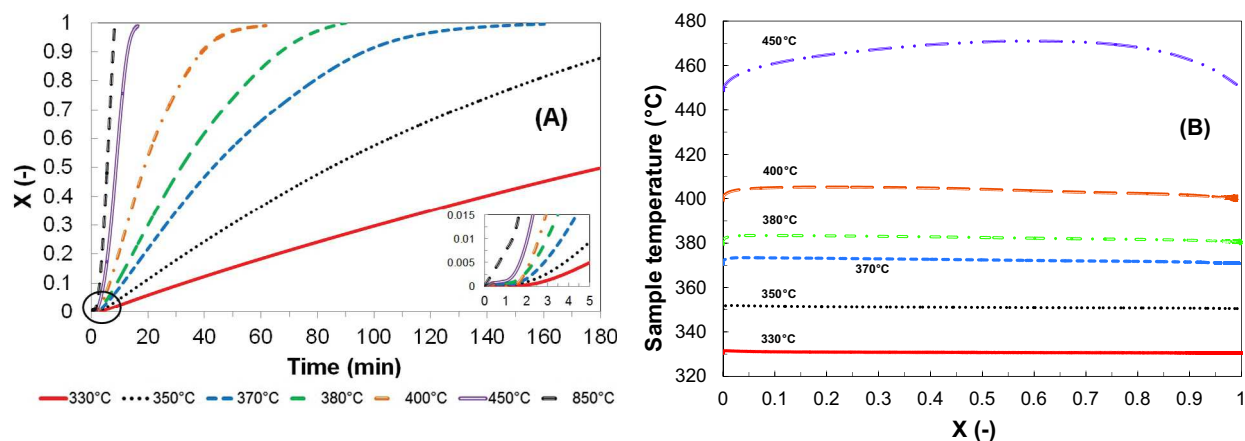 1
0.9
0.8
0.7
0.6
0.5
0.4
0.3
0.2
0.1
0
X (-)
(A)
0.015
0.01
0.005
0
0 1 2 3 4 5
0 20 40 60 80 100 120 140 160 180
Time (min)
330°C 350°C 370°C 380°C 400°C 450°C 850°C
480
460
440
420
400
380
360
340
320
Sample temperature (°C)
450°C
(B)
400°C
380°C
370°C
350°C
330°C
0 0.1 0.2 0.3 0.4 0.5 0.6 0.7 0.8 0.9 1
X (-)